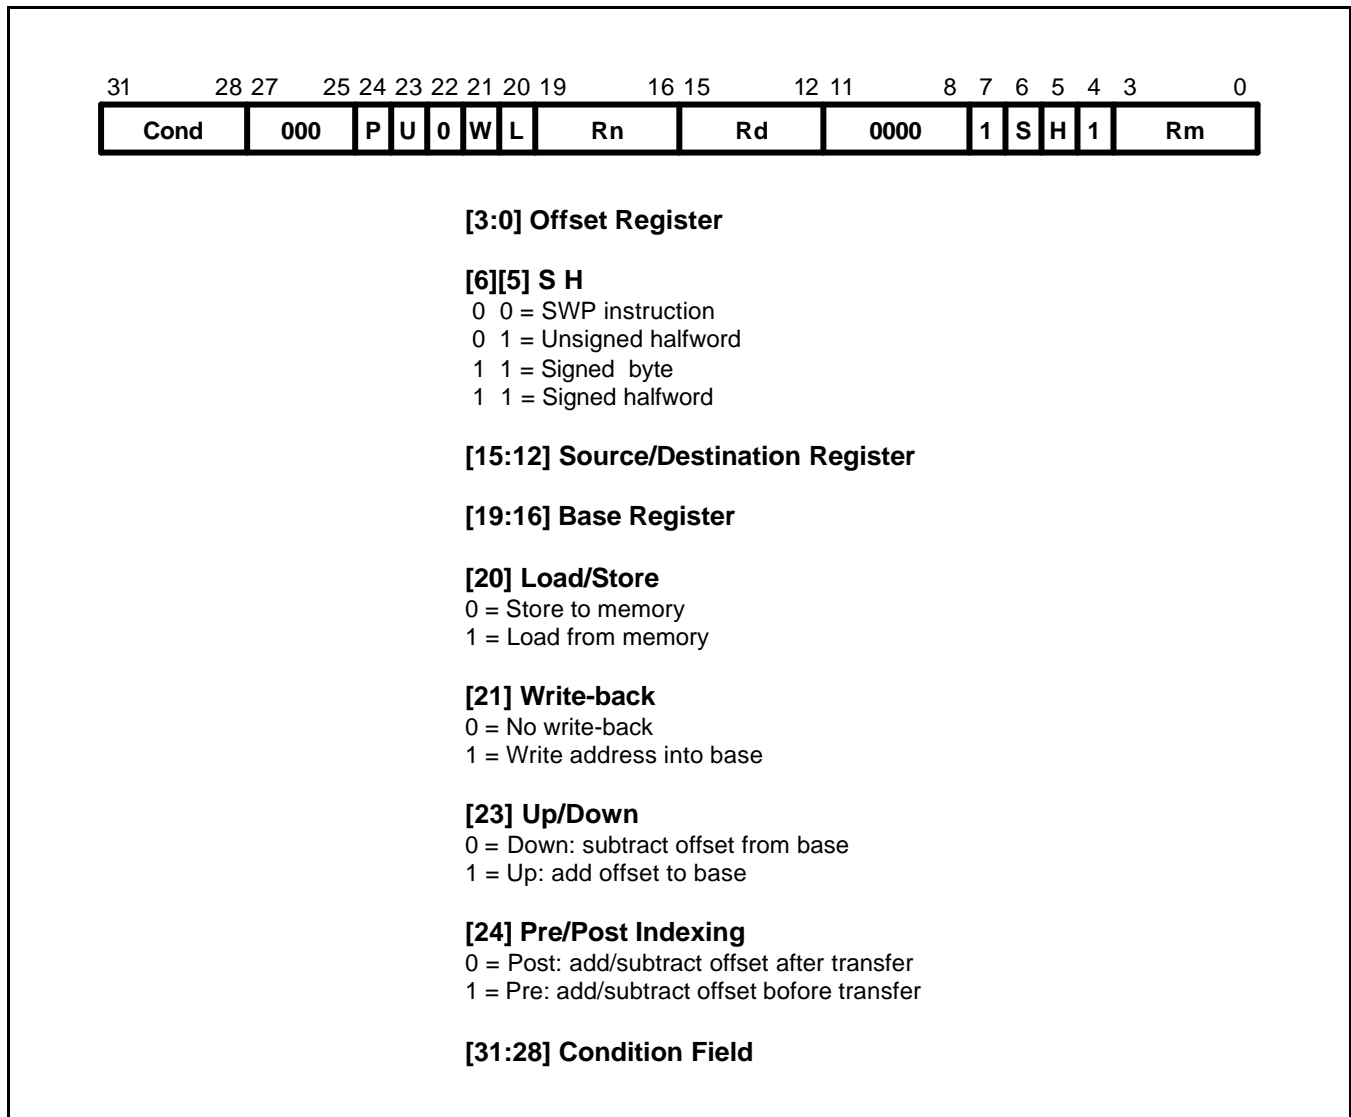 31 28 27 25 24 23 22 21 20 19 16 15 12 11 8 7 6 5 4 3 0
Cond 000 P U 0 W L Rn Rd 0000 1 S H 1 Rm
[3:0] Offset Register
[6][5] S H
0 0 = SWP instruction
0 1 = Unsigned halfword
1 1 = Signed byte
1 1 = Signed halfword
[15:12] Source/Destination Register
[19:16] Base Register
[20] Load/Store
0 = Store to memory
1 = Load from memory
[21] Write-back
0 = No write-back
1 = Write address into base
[23] Up/Down
0 = Down: subtract offset from base
1 = Up: add offset to base
[24] Pre/Post Indexing
0 = Post: add/subtract offset after transfer
1 = Pre: add/subtract offset bofore transfer
[31:28] Condition Field